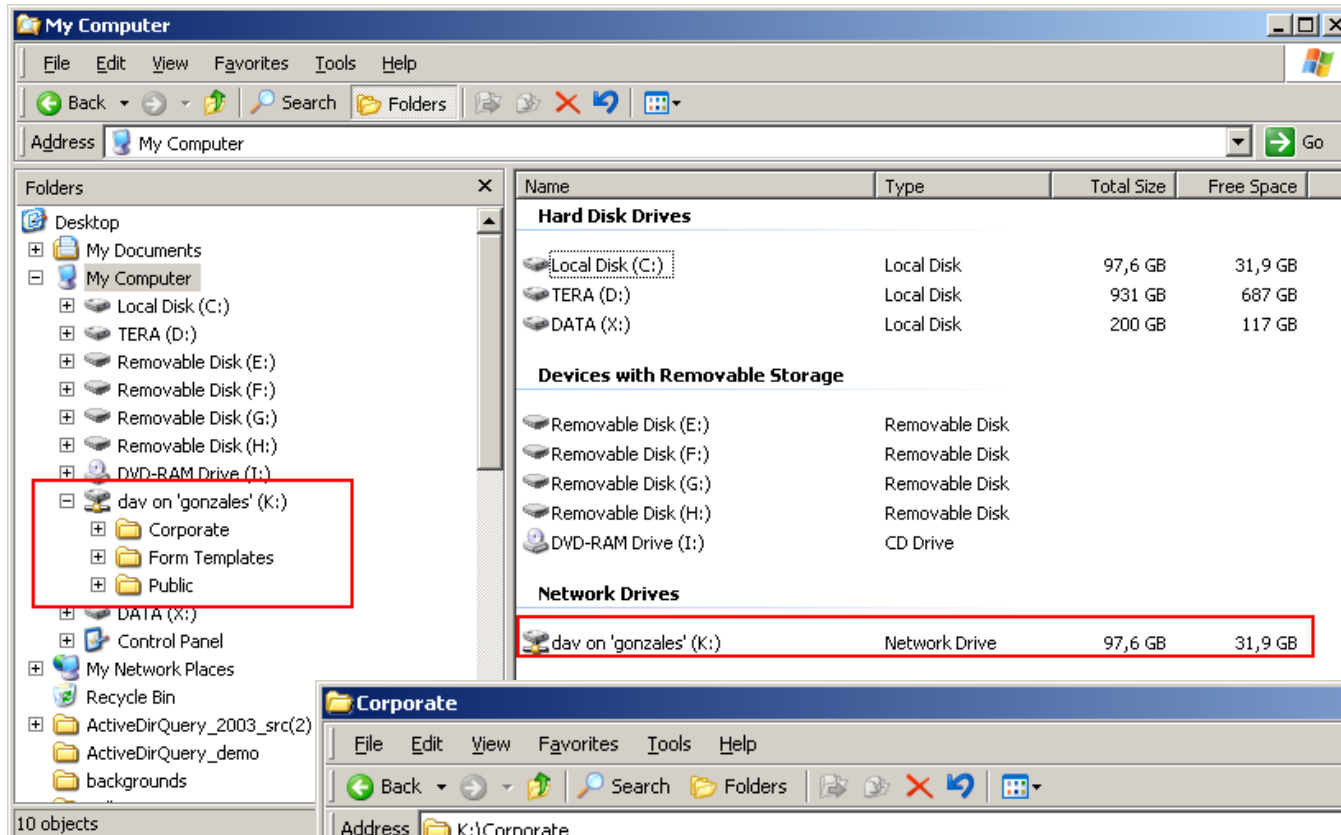 My Computer
File Edit View Favorites Tools Help
Back Search Folders
Address My Computer Go
Folders
Desktop
My Documents
My Computer
Local Disk (C:)
TERA (D:)
Removable Disk (E:)
Removable Disk (F:)
Removable Disk (G:)
Removable Disk (H:)
DVD-RAM Drive (I:)
dav on 'gonzales' (K:)
Corporate
Form Templates
Public
DATA (X:)
Control Panel
My Network Places
Recycle Bin
ActiveDirQuery_2003_src(2)
ActiveDirQuery_demo
backgrounds
10 objects
Name Type Total Size Free Space
Hard Disk Drives
Local Disk (C:) Local Disk 97,6 GB 31,9 GB
TERA (D:) Local Disk 931 GB 687 GB
DATA (X:) Local Disk 200 GB 117 GB
Devices with Removable Storage
Removable Disk (E:) Removable Disk
Removable Disk (F:) Removable Disk
Removable Disk (G:) Removable Disk
Removable Disk (H:) Removable Disk
DVD-RAM Drive (I:) CD Drive
Network Drives
dav on 'gonzales' (K:) Network Drive 97,6 GB 31,9 GB
Corporate
File Edit View Favorites Tools Help
Back Search Folders
Address K:\Corporate